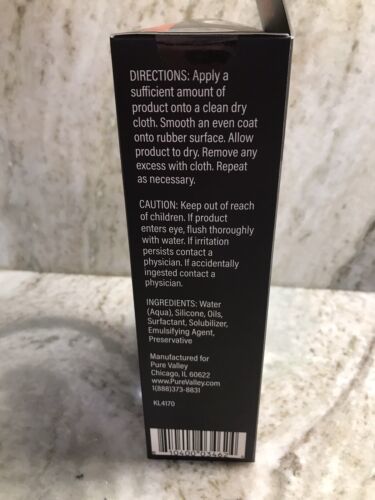 DIRECTIONS: Apply a
sufficient amount of
product onto a clean dry
cloth. Smooth an even coat
onto rubber surface. Allow
product to dry. Remove any
excess with cloth. Repeat
as necessary.
CAUTION: Keep out of reach
of children. If product
enters eye, flush thoroughly
with water. If irritation
persists contact a
physician. If accidentally
ingested contact a
physician.
INGREDIENTS: Water
(Aqua), Silicone, Oils,
Surfactant, Solubilizer,
Emulsifying Agent,
Preservative
Manufactured for
Pure Valley
Chicago, IL 60622
www.PureValley.com
1(888)373-8831
KL4170